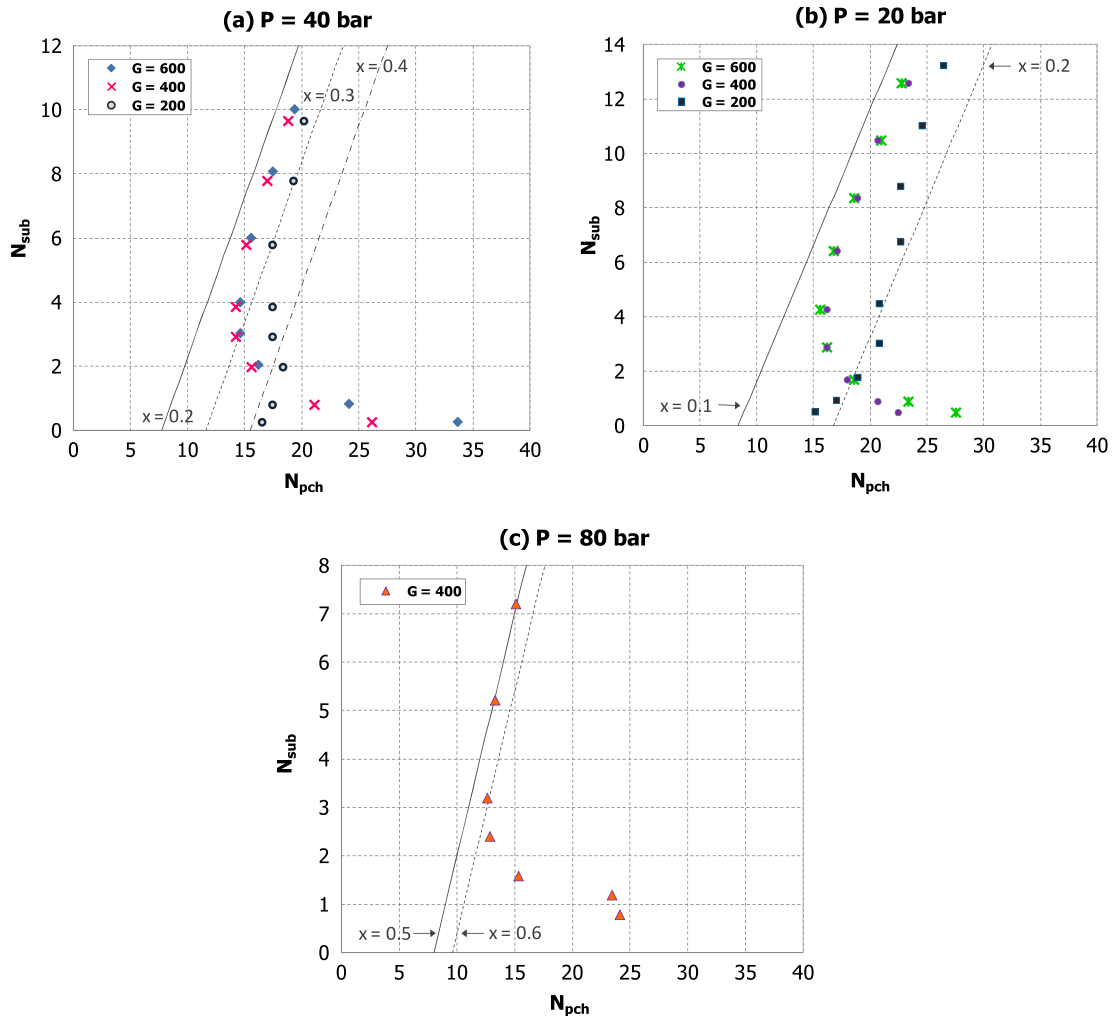 (a) P = 40 bar
12
10
8
6
4
2
0
N_sub
G = 600
G = 400
G = 200
x = 0.4
x = 0.3
x = 0.2
0 5 10 15 20 25 30 35 40
N_pch
(b) P = 20 bar
14
12
10
8
6
4
2
0
N_sub
G = 600
G = 400
G = 200
x = 0.2
x = 0.1
0 5 10 15 20 25 30 35 40
N_pch
(c) P = 80 bar
8
7
6
5
4
3
2
1
0
N_sub
G = 400
x = 0.5 x = 0.6
0 5 10 15 20 25 30 35 40
N_pch